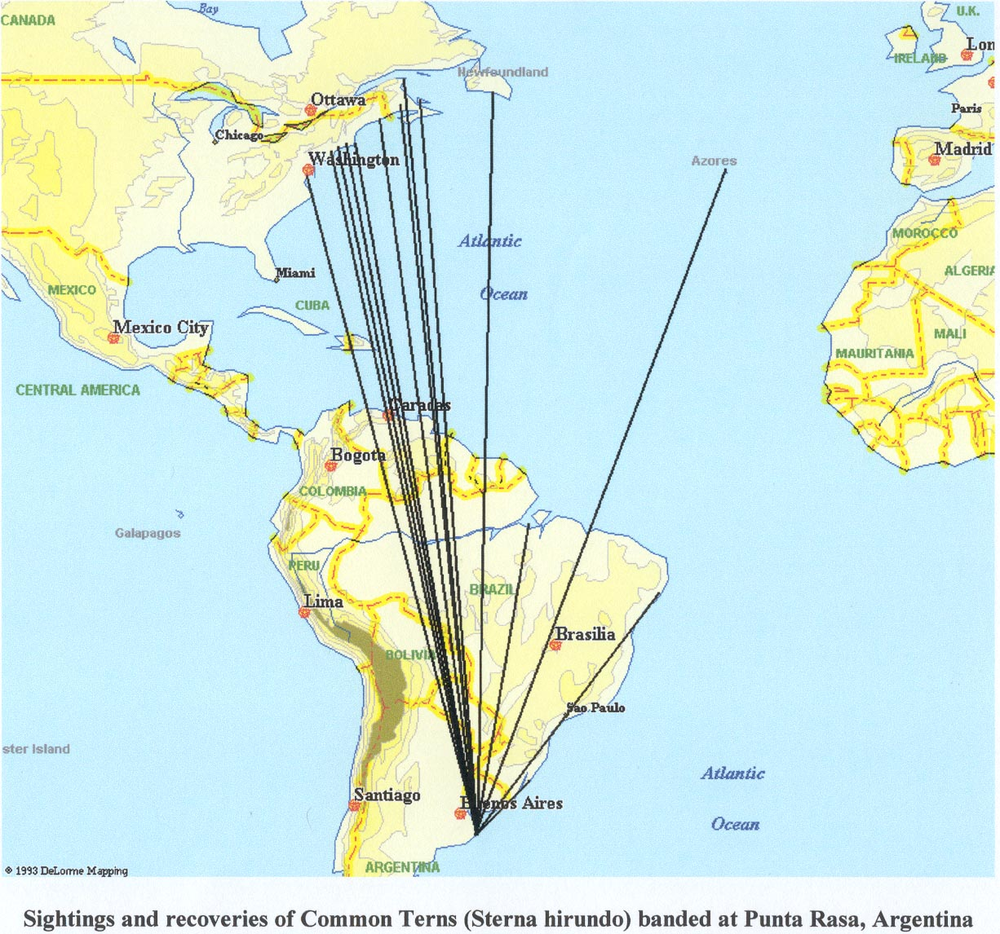 Bay
U.K.
CANADA
Lon
IRELAND
Newfoundland
Ottawa
Paris
Chicago
Madrid
Washington
Azores
MOROCCO
Atlantic
ALGERIA
Miami
MEXICO
Ocean
CUBA
Mexico City
MALI
MAURITANIA
CENTRAL AMERICA
Caracas
Bogota
COLOMBIA
Galapagos
PERU
BRAZIL
Lima
Brasilia
BOLIVIA
Sao Paulo
ster Island
Atlantic
Santiago
Buenos Aires
Ocean
ARGENTINA
© 1993 DeLorme Mapping
Sightings and recoveries of Common Terns (Sterna hirundo) banded at Punta Rasa, Argentina